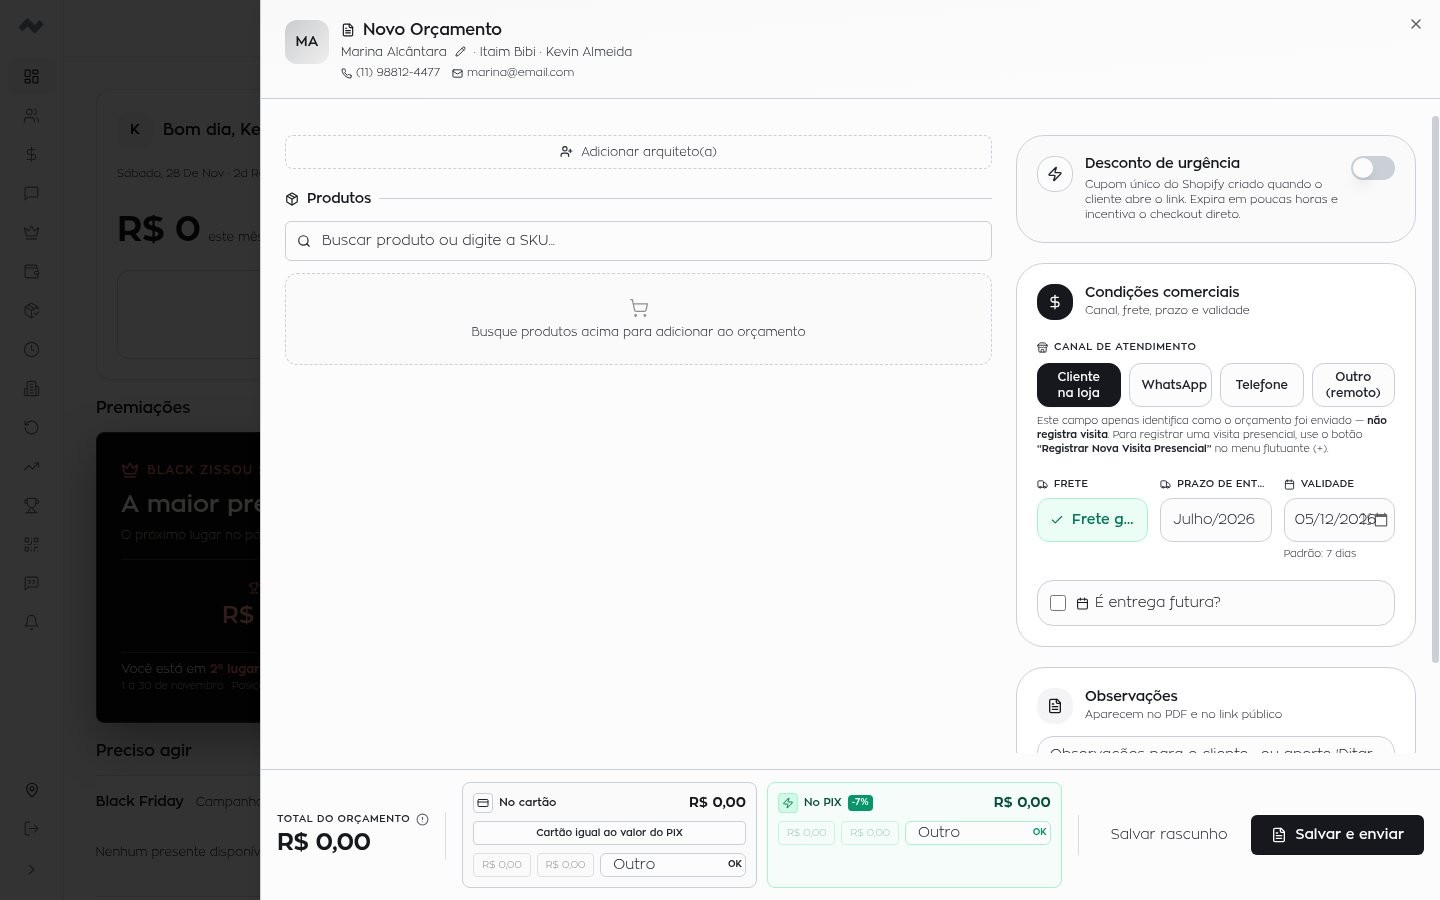 MA
Novo Orçamento
Marina Alcântara · Itaim Bibi · Kevin Almeida
(11) 98812-4477 marina@email.com
K
Bom dia, Ke
Sábado, 28 De Nov · 2d
R$ 0 este mês
Premiações
BLACK ZISSOU
A maior pre
O próximo lugar no
R$
Você está em 2º lugar
1 a 30 de novembro
Preciso agir
Black Friday Campanh
Nenhum presente disponív
Adicionar arquiteto(a)
Produtos
Buscar produto ou digite a SKU...
Busque produtos acima para adicionar ao orçamento
Desconto de urgência
Cupom único do Shopify criado quando o
cliente abre o link. Expira em poucas horas e
incentiva o checkout direto.
Condições comerciais
Canal, frete, prazo e validade
CANAL DE ATENDIMENTO
Cliente
na loja
WhatsApp
Telefone
Outro
(remoto)
Este campo apenas identifica como o orçamento foi enviado — não
registra visita. Para registrar uma visita presencial, use o botão
"Registrar Nova Visita Presencial" no menu flutuante (+).
FRETE
PRAZO DE ENT...
VALIDADE
Frete g...
Julho/2026
05/12/2026
Padrão: 7 dias
É entrega futura?
Observações
Aparecem no PDF e no link público
Observações para o cliente... ou aperte 'Ditar
TOTAL DO ORÇAMENTO
R$ 0,00
No cartão
R$ 0,00
Cartão igual ao valor do PIX
R$ 0,00
R$ 0,00
Outro
OK
No PIX -7%
R$ 0,00
R$ 0,00
R$ 0,00
Outro
OK
Salvar rascunho
Salvar e enviar